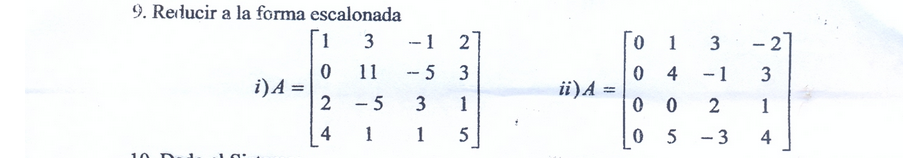 9. Reducir a la forma escalonada
i) A = [1 3 -1 2
0 11 -5 3
2 -5 3 1
4 1 1 5]
ii) A = [0 1 3 -2
0 4 -1 3
0 0 2 1
0 5 -3 4]